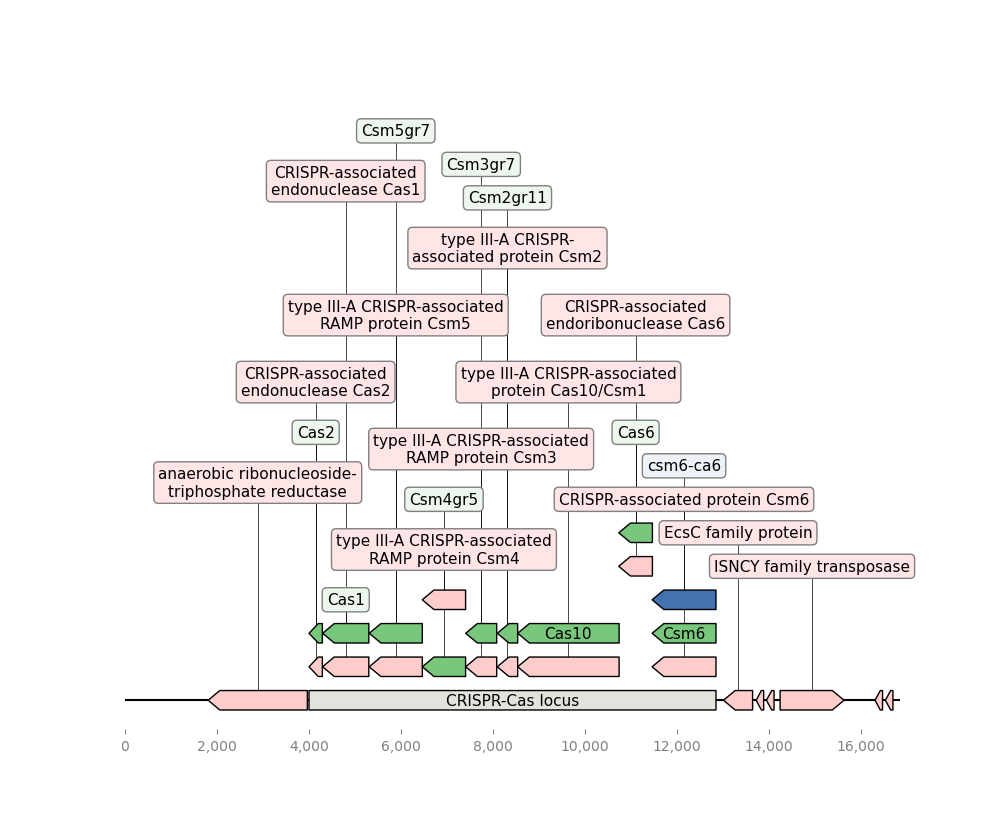 Csm5gr7
Csm3gr7
CRISPR-associated
endonuclease Cas1
Csm2gr11
type III-A CRISPR-
associated protein Csm2
type III-A CRISPR-associated
RAMP protein Csm5
CRISPR-associated
endoribonuclease Cas6
CRISPR-associated
endonuclease Cas2
type III-A CRISPR-associated
protein Cas10/Csm1
Cas2
Cas6
type III-A CRISPR-associated
RAMP protein Csm3
csm6-ca6
anaerobic ribonucleoside-
triphosphate reductase
Csm4gr5
CRISPR-associated protein Csm6
EcsC family protein
type III-A CRISPR-associated
RAMP protein Csm4
ISNCY family transposase
Cas1
Cas10
Csm6
CRISPR-Cas locus
0
2,000
4,000
6,000
8,000
10,000
12,000
14,000
16,000